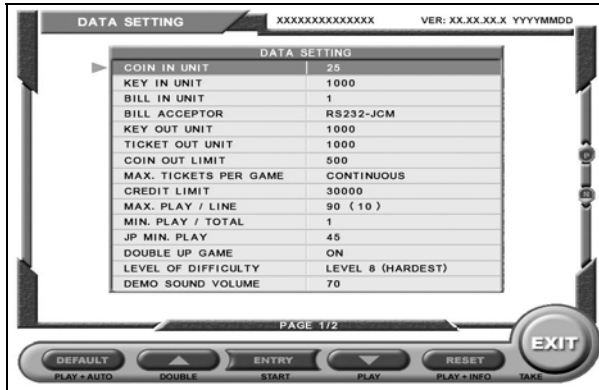 DATA SETTING XXXXXXXXXXXXXX VER: XX.XX.XX.X YYYYMMDD
DATA SETTING
COIN IN UNIT 25
KEY IN UNIT 1000
BILL IN UNIT 1
BILL ACCEPTOR RS232-JCM
KEY OUT UNIT 1000
TICKET OUT UNIT 1000
COIN OUT LIMIT 500
MAX. TICKETS PER GAME CONTINUOUS
CREDIT LIMIT 30000
MAX. PLAY / LINE 90 (10)
MIN. PLAY / TOTAL 1
JP MIN. PLAY 45
DOUBLE UP GAME ON
LEVEL OF DIFFICULTY LEVEL 8 (HARDEST)
DEMO SOUND VOLUME 70
P
N
PAGE 1/2
EXIT
DEFAULT ENTRY RESET
PLAY + AUTO DOUBLE START PLAY PLAY + INFO TAKE